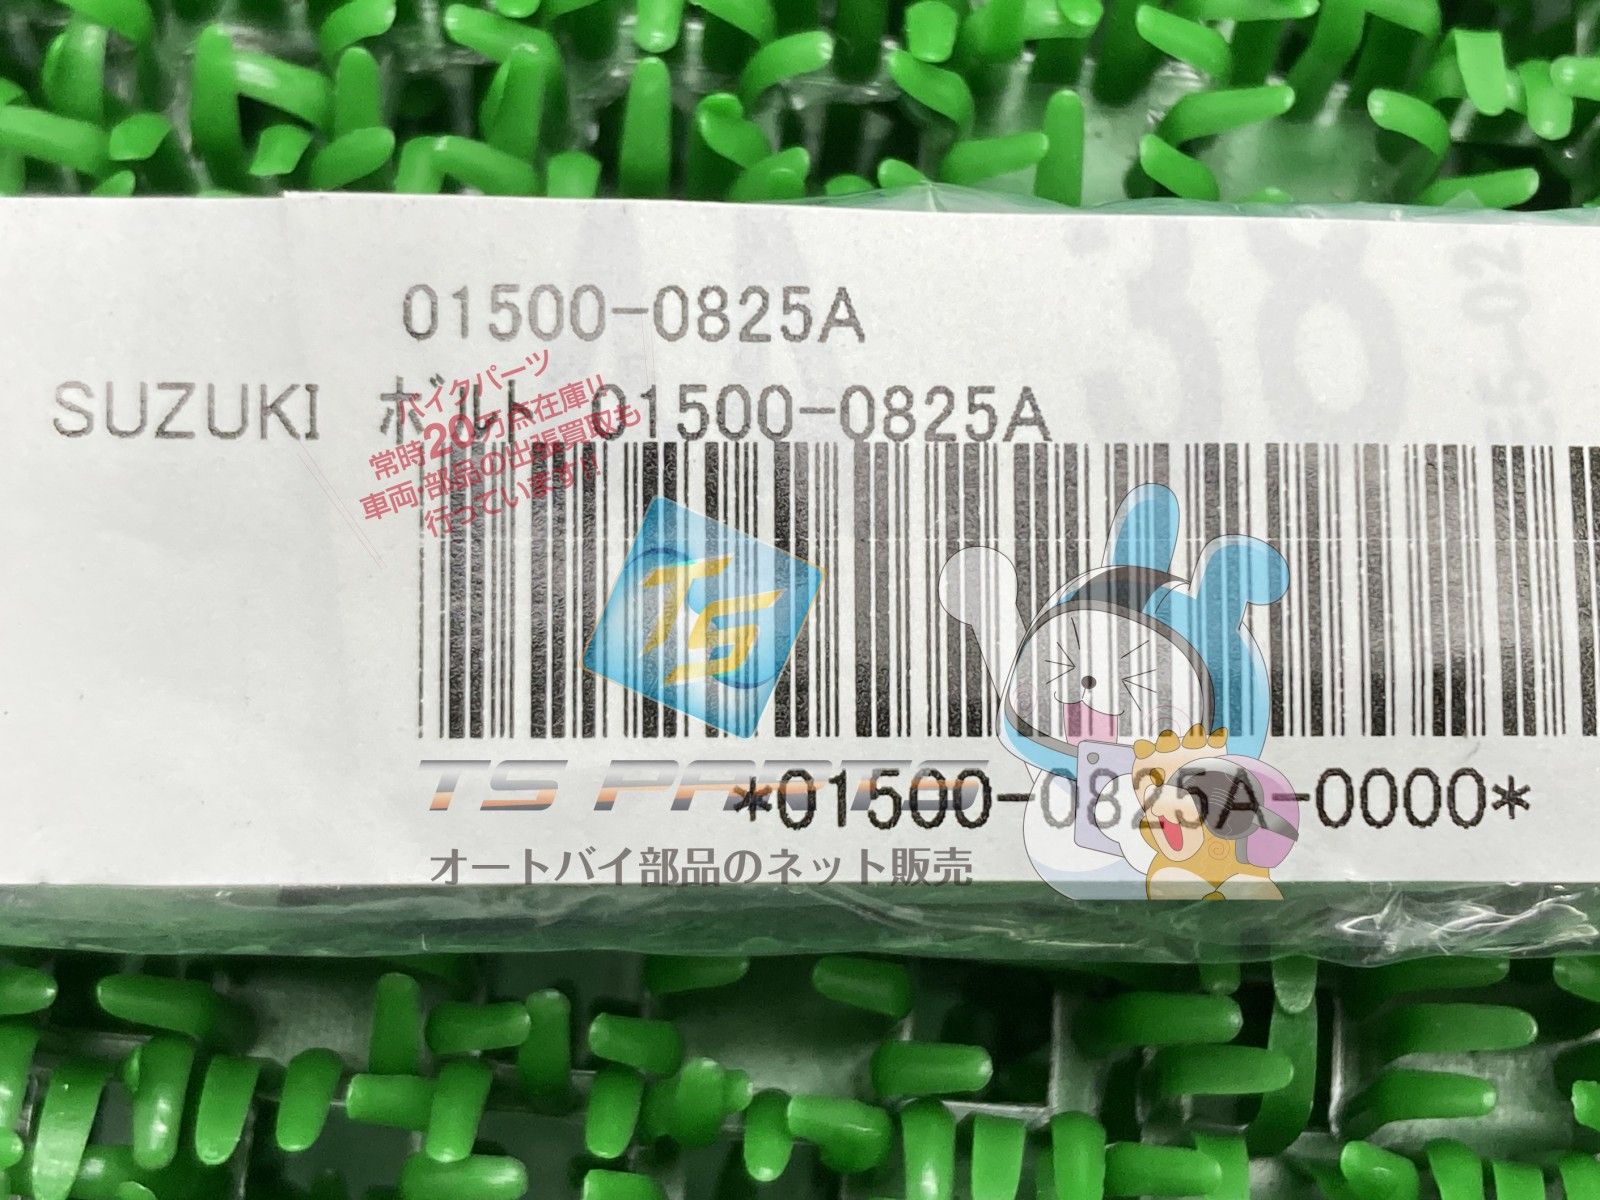 01500-0825A
SUZUKI ボルト 01500-0825A
バイクパーツ
常時20万点在庫!!
車両・部品の出張買取も
行っています!!
TS
TS PARTS
*01500-0825A-0000*
オートバイ部品のネット販売